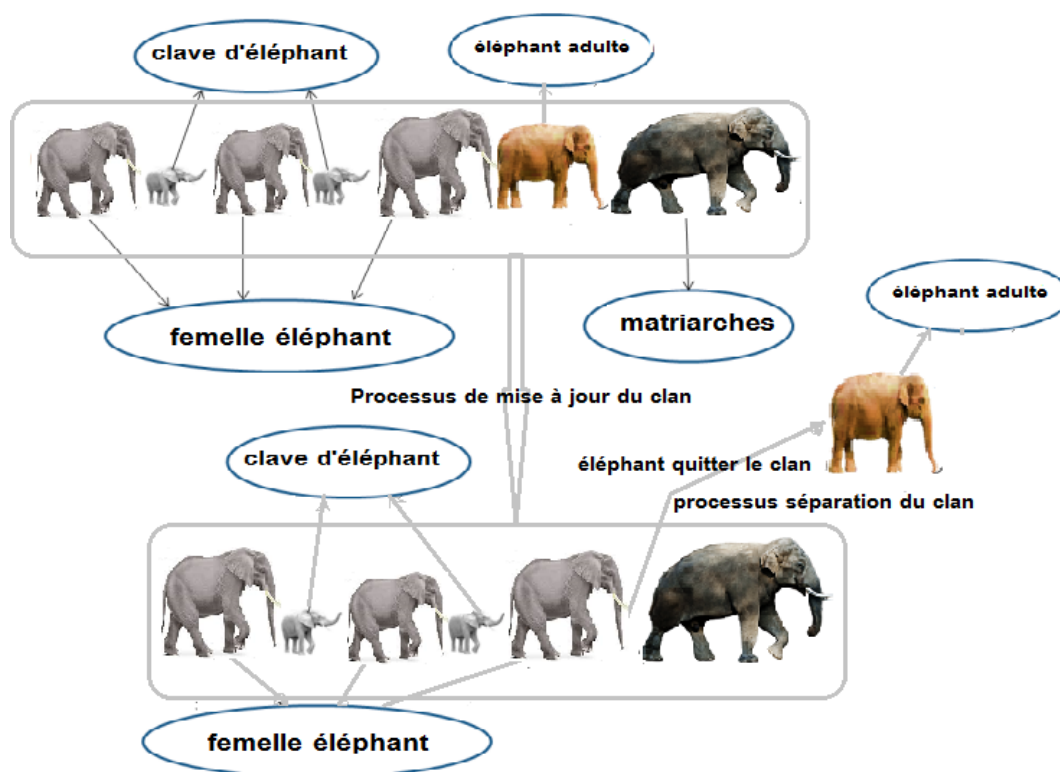 clave d'éléphant
éléphant adulte
femelle éléphant
matriarches
éléphant adulte
Processus de mise à jour du clan
clave d'éléphant
éléphant quitter le clan
processus séparation du clan
femelle éléphant